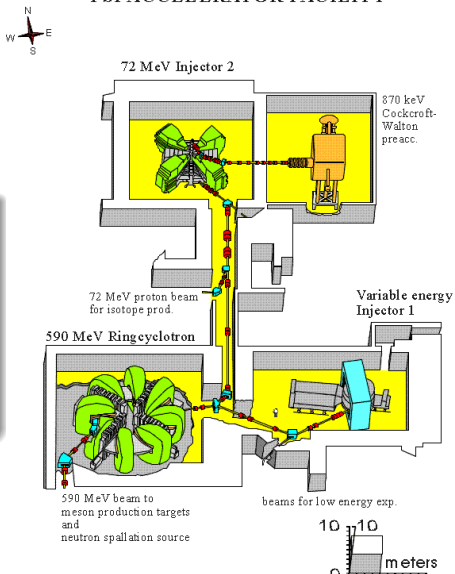 PSI ACCELERATOR FACILITY
N
W E
S
72 MeV Injector 2
870 keV
Cockcroft-
Walton
preacc.
72 MeV proton beam
for isotope prod.
Variable energy
Injector 1
590 MeV Ringcyclotron
590 MeV beam to
meson production targets
and
neutron spallation source
beams for low energy exp.
10 10
meters